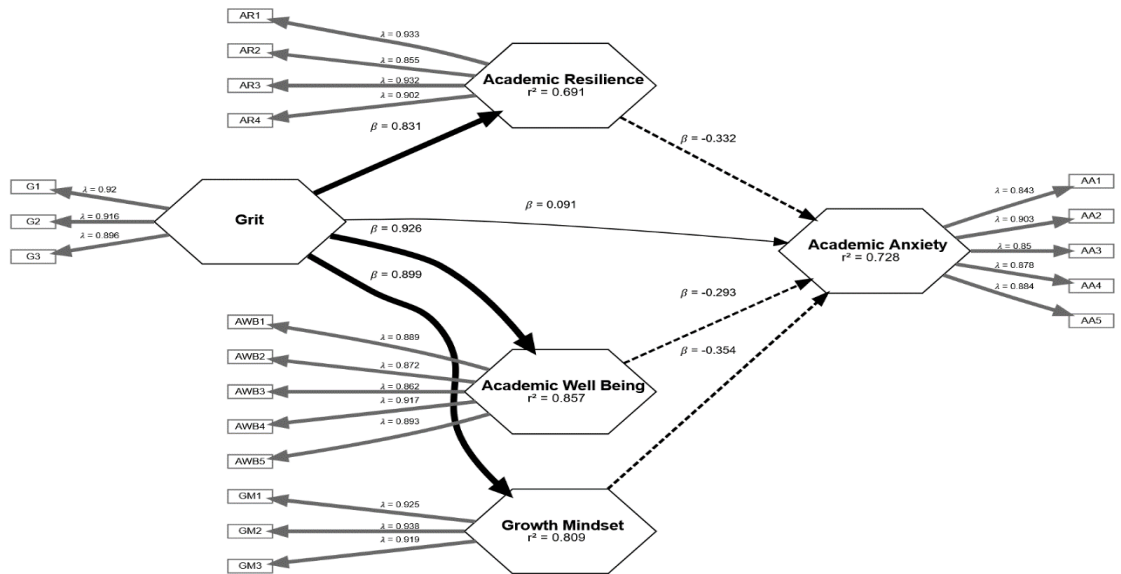 AR1
λ = 0.933
AR2
λ = 0.855
AR3
λ = 0.932
AR4
λ = 0.902
Academic Resilience
r² = 0.691
β = 0.831
β = -0.332
G1
λ = 0.92
G2
λ = 0.916
G3
λ = 0.896
Grit
β = 0.091
β = 0.926
β = 0.899
Academic Anxiety
r² = 0.728
AA1
λ = 0.843
AA2
λ = 0.903
AA3
λ = 0.85
AA4
λ = 0.878
AA5
λ = 0.884
β = -0.293
β = -0.354
AWB1
λ = 0.889
AWB2
λ = 0.872
AWB3
λ = 0.862
AWB4
λ = 0.917
AWB5
λ = 0.893
Academic Well Being
r² = 0.857
GM1
λ = 0.925
GM2
λ = 0.938
GM3
λ = 0.919
Growth Mindset
r² = 0.809